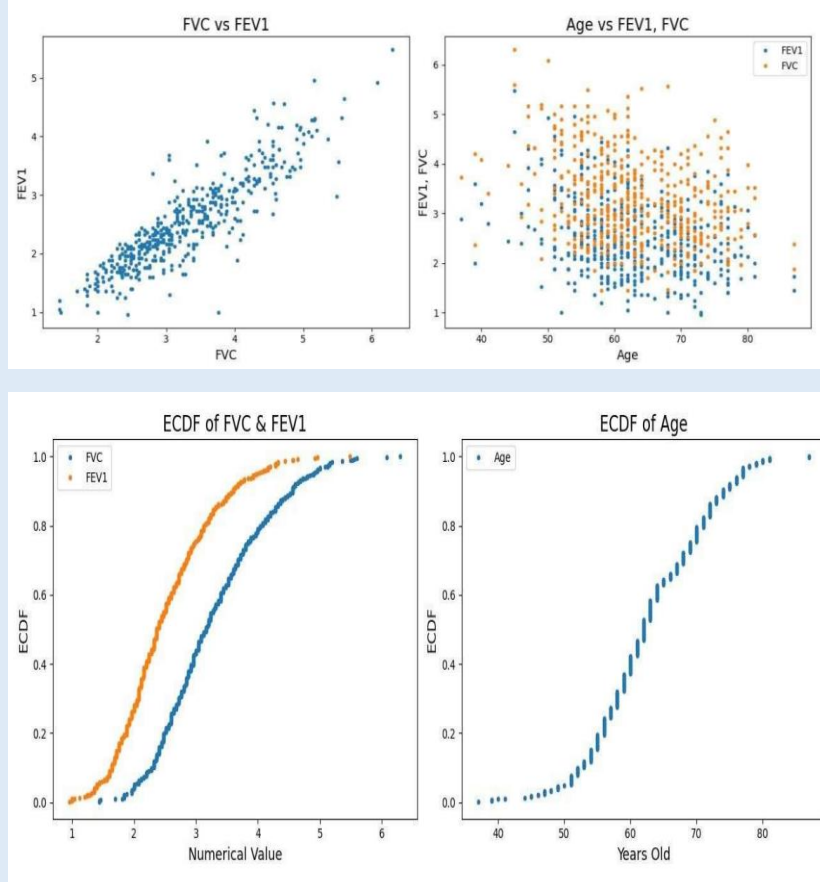 FVC vs FEV1
5
4
3
2
1
FEV1
2
3
4
5
6
FVC
Age vs FEV1, FVC
FEV1
FVC
6
5
4
3
2
1
FEV1, FVC
40
50
60
70
80
Age
ECDF of FVC & FEV1
FVC
FEV1
1.0
0.8
0.6
0.4
0.2
0.0
ECDF
1
2
3
4
5
6
Numerical Value
ECDF of Age
Age
1.0
0.8
0.6
0.4
0.2
0.0
ECDF
40
50
60
70
80
Years Old